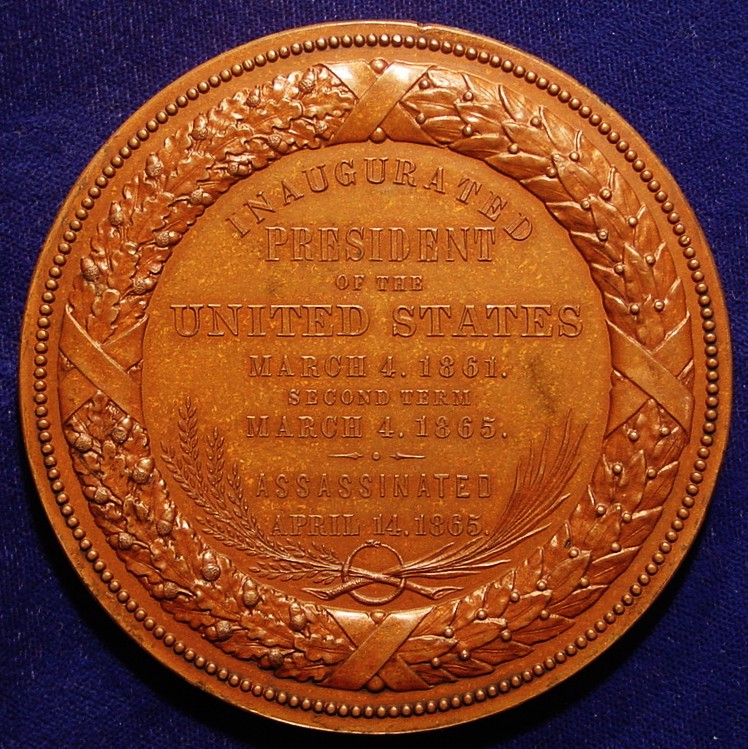 INAUGURATED
PRESIDENT
OF THE
UNITED STATES
MARCH 4. 1861.
SECOND TERM
MARCH 4. 1865.
ASSASSINATED
APRIL 14. 1865.